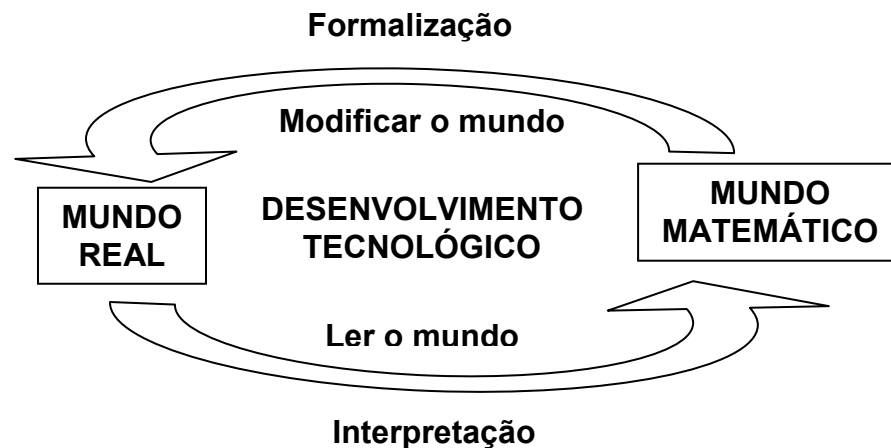 Formalização
Modificar o mundo
MUNDO
REAL
DESENVOLVIMENTO
TECNOLÓGICO
MUNDO
MATEMÁTICO
Ler o mundo
Interpretação